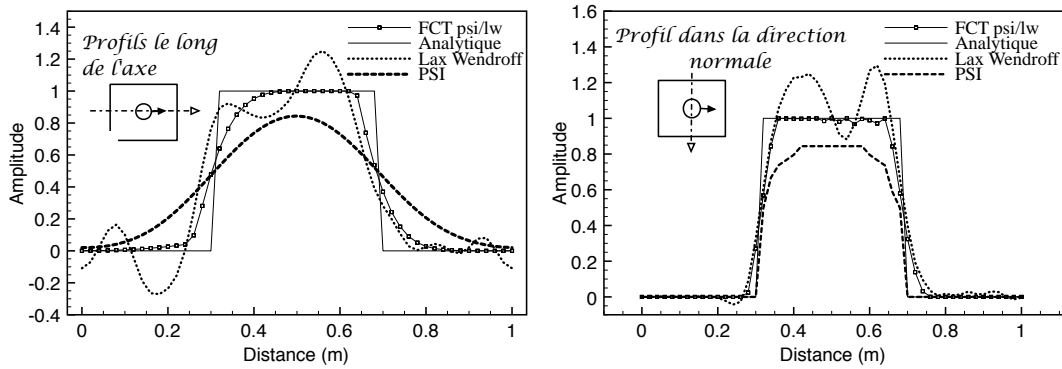 1.4
1.2
1
0.8
0.6
0.4
0.2
0
-0.2
-0.4
Amplitude
Profils le long
de l'axe
FCT psi/lw
Analytique
Lax Wendroff
PSI
0
0.2
0.4
0.6
0.8
1
Distance (m)
1.6
1.4
1.2
1
0.8
0.6
0.4
0.2
0
Amplitude
Profil dans la direction
normale
FCT psi/lw
Analytique
Lax Wendroff
PSI
0
0.2
0.4
0.6
0.8
1
Distance (m)